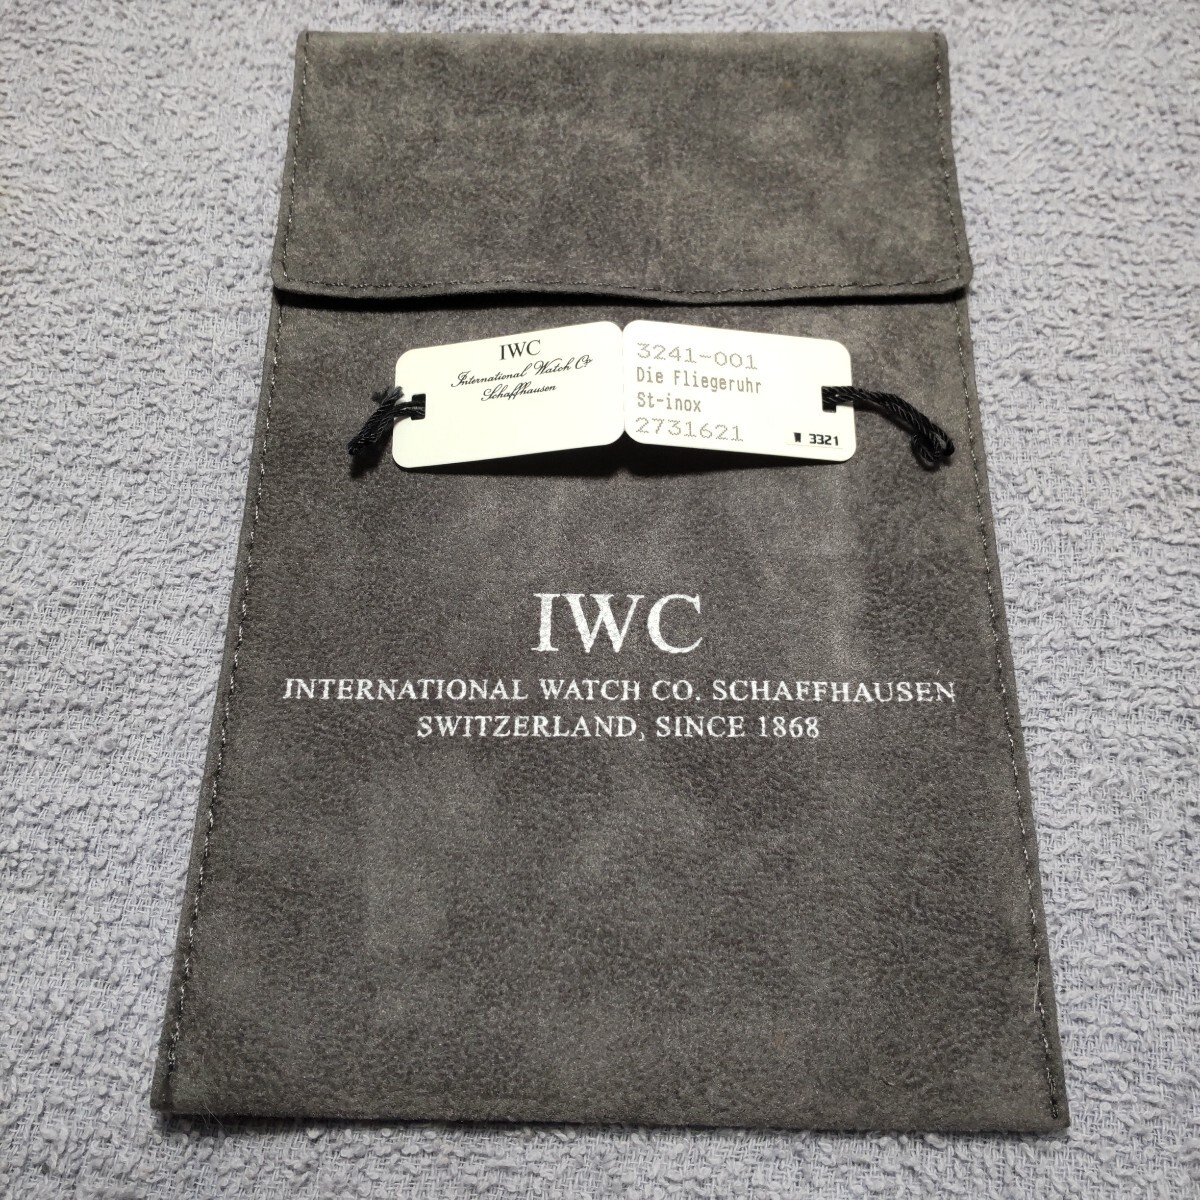 IWC
International Watch Co
Schaffhausen
3241-001
Die Fliegeruhr
St-inox
2731621
3321
IWC
INTERNATIONAL WATCH CO. SCHAFFHAUSEN
SWITZERLAND, SINCE 1868